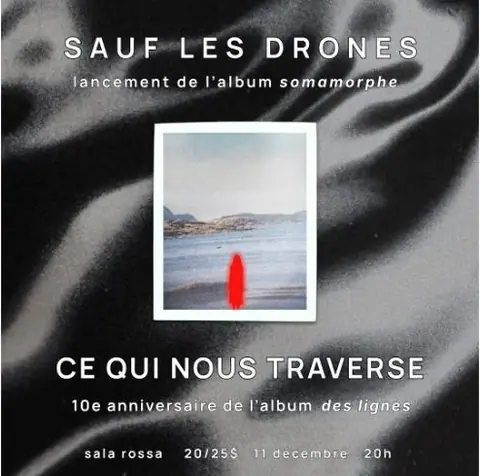 SAUF LES DRONES
lancement de l'album somamorphe
CE QUI NOUS TRAVERSE
10e anniversaire de l'album des lignes
sala rossa 20/25$ 11 decembre 20h